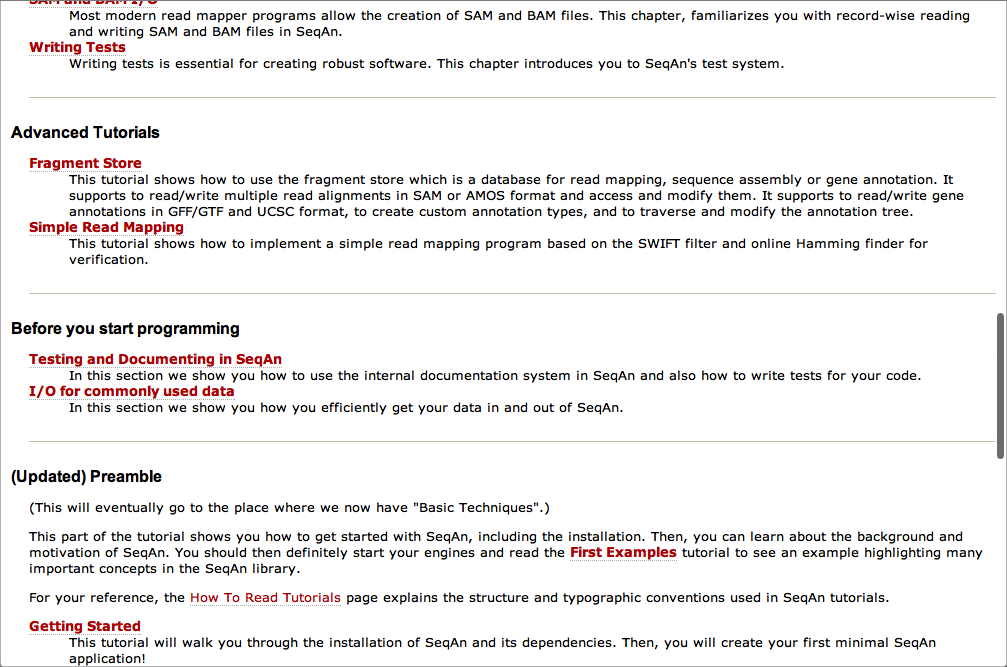 SAM and BAM I/O
Most modern read mapper programs allow the creation of SAM and BAM files. This chapter, familiarizes you with record-wise reading
and writing SAM and BAM files in SeqAn.
Writing Tests
Writing tests is essential for creating robust software. This chapter introduces you to SeqAn's test system.
Advanced Tutorials
Fragment Store
This tutorial shows how to use the fragment store which is a database for read mapping, sequence assembly or gene annotation. It
supports to read/write multiple read alignments in SAM or AMOS format and access and modify them. It supports to read/write gene
annotations in GFF/GTF and UCSC format, to create custom annotation types, and to traverse and modify the annotation tree.
Simple Read Mapping
This tutorial shows how to implement a simple read mapping program based on the SWIFT filter and online Hamming finder for
verification.
Before you start programming
Testing and Documenting in SeqAn
In this section we show you how to use the internal documentation system in SeqAn and also how to write tests for your code.
I/O for commonly used data
In this section we show you how you efficiently get your data in and out of SeqAn.
(Updated) Preamble
(This will eventually go to the place where we now have "Basic Techniques".)
This part of the tutorial shows you how to get started with SeqAn, including the installation. Then, you can learn about the background and
motivation of SeqAn. You should then definitely start your engines and read the First Examples tutorial to see an example highlighting many
important concepts in the SeqAn library.
For your reference, the How To Read Tutorials page explains the structure and typographic conventions used in SeqAn tutorials.
Getting Started
This tutorial will walk you through the installation of SeqAn and its dependencies. Then, you will create your first minimal SeqAn
application!